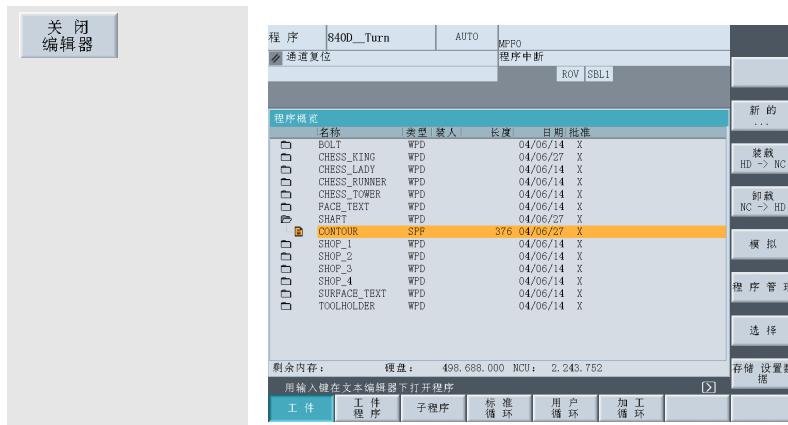 关 闭
编辑器
程 序 840D__Turn AUTO MPF0
通道复位 程序中断
ROV SBL1
程序概览
名称 类型 装人 长度 日期 批准
BOLT WPD 04/06/14 X
CHESS_KING WPD 04/06/27 X
CHESS_LADY WPD 04/06/14 X
CHESS_RUNNER WPD 04/06/14 X
CHESS_TOWER WPD 04/06/14 X
FACE_TEXT WPD 04/06/14 X
SHAFT WPD 04/06/27 X
CONTOUR SPF 376 04/06/27 X
SHOP_1 WPD 04/06/14 X
SHOP_2 WPD 04/06/14 X
SHOP_3 WPD 04/06/14 X
SHOP_4 WPD 04/06/14 X
SURFACE_TEXT WPD 04/06/14 X
TOOLHOLDER WPD 04/06/14 X
剩余内存： 硬盘： 498.688.000 NCU： 2.243.752
用输入键在文本编辑器下打开程序
工 件
工 件
程 序
子程序
标 准
循 环
用 户
循 环
加 工
循 环
新 的
...
装载
HD -> NC
卸载
NC -> HD
模 拟
程 序 管
选 择
存储 设置
据